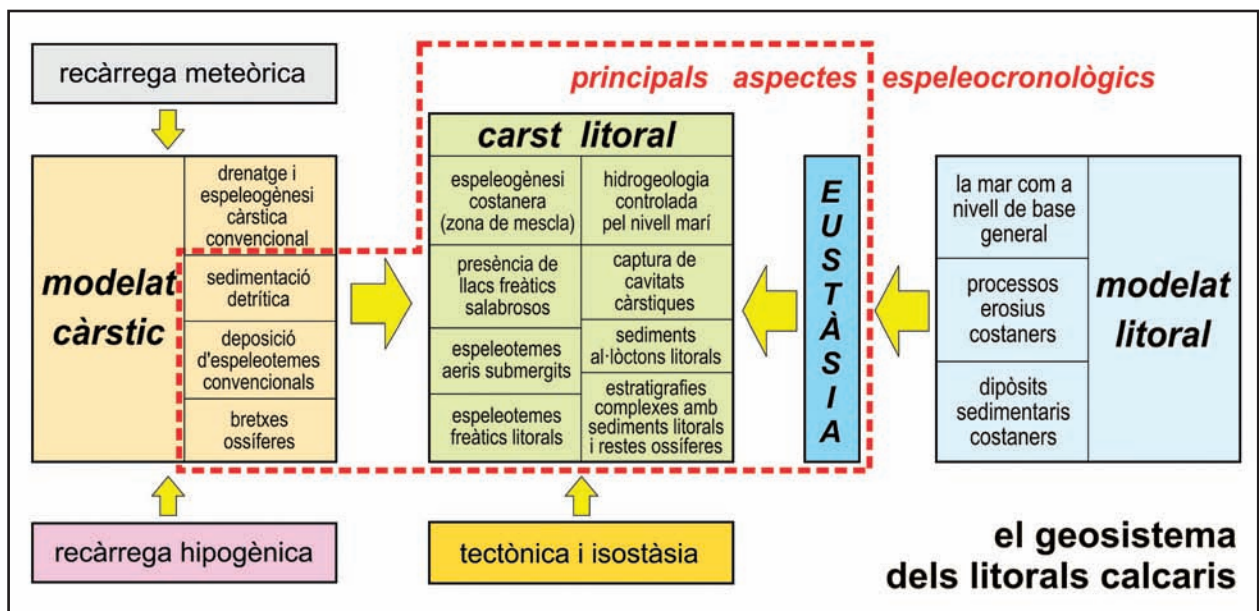 recàrrega meteòrica
principals aspectes espeleocronològics
modelat
càrstic
drenatge i
espeleogènesi
càrstica
convencional
sedimentació
detrítica
deposició
d'espeleotemes
convencionals
bretxes
ossíferes
carst litoral
espeleogènesi
costanera
(zona de mescla)
presència de
llacs freàtics
salabrosos
espeleotemes
aeris submergits
espeleotemes
freàtics litorals
hidrogeologia
controlada
pel nivell marí
captura de
cavitats
càrstiques
sediments
al·lòctons litorals
estratigrafies
complexes amb
sediments litorals
i restes ossíferes
EUSTÀSIA
la mar com a
nivell de base
general
processos
erosius
costaners
dipòsits
sedimentaris
costaners
modelat
litoral
recàrrega hipogènica
tectònica i isostàsia
el geosistema
dels litorals calcaris